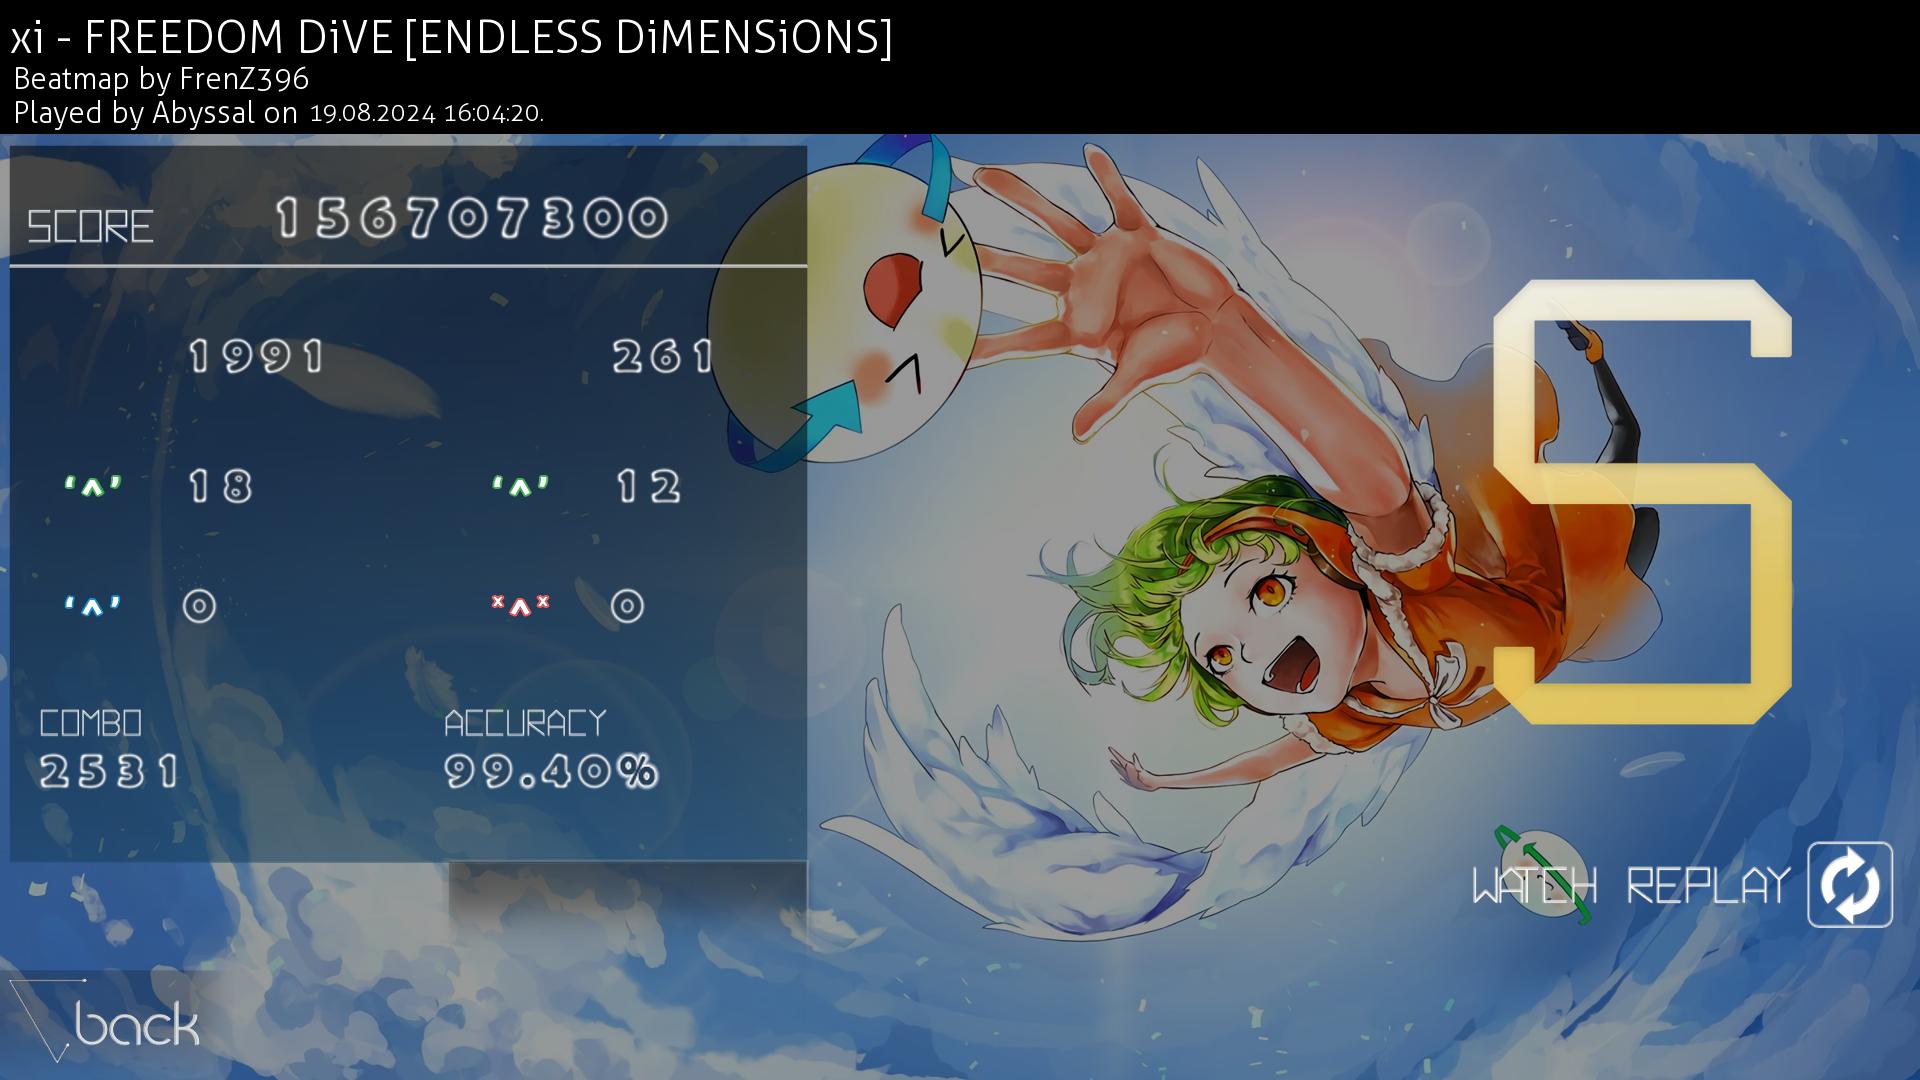 xi - FREEDOM DiVE [ENDLESS DiMENSiONS]
Beatmap by FrenZ396
Played by Abyssal on 19.08.2024 16:04:20.
SCORE 156707300
1991 261
'^' 18 '^' 12
'^' 0 x^x 0
COMBO ACCURACY
2531 99.40%
WATCH REPLAY
back